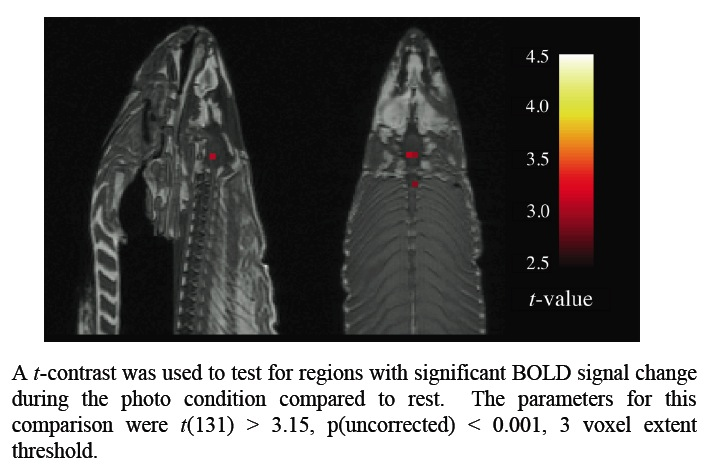 4.5
4.0
3.5
3.0
2.5
t-value
A t-contrast was used to test for regions with significant BOLD signal change
during the photo condition compared to rest. The parameters for this
comparison were t(131) > 3.15, p(uncorrected) < 0.001, 3 voxel extent
threshold.